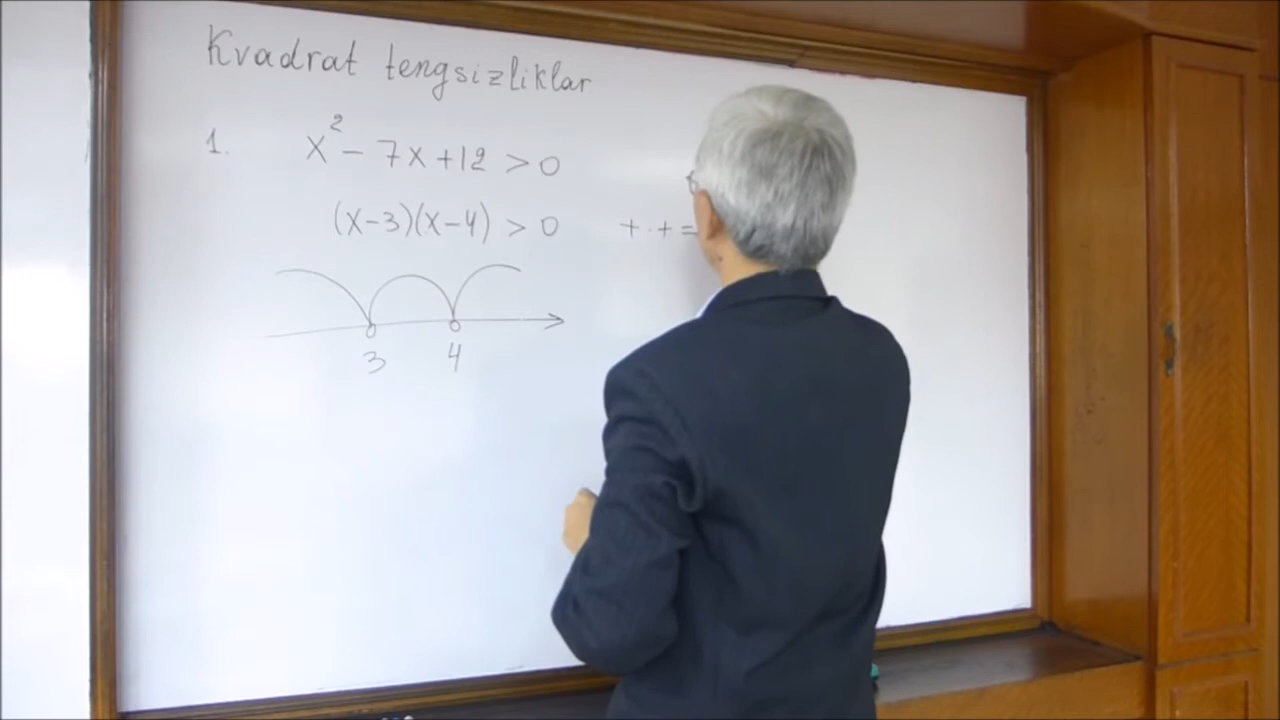 Kvadrat tengsizliklar
1. x² - 7x + 12 > 0
(x-3)(x-4) > 0 + · + =
3 4